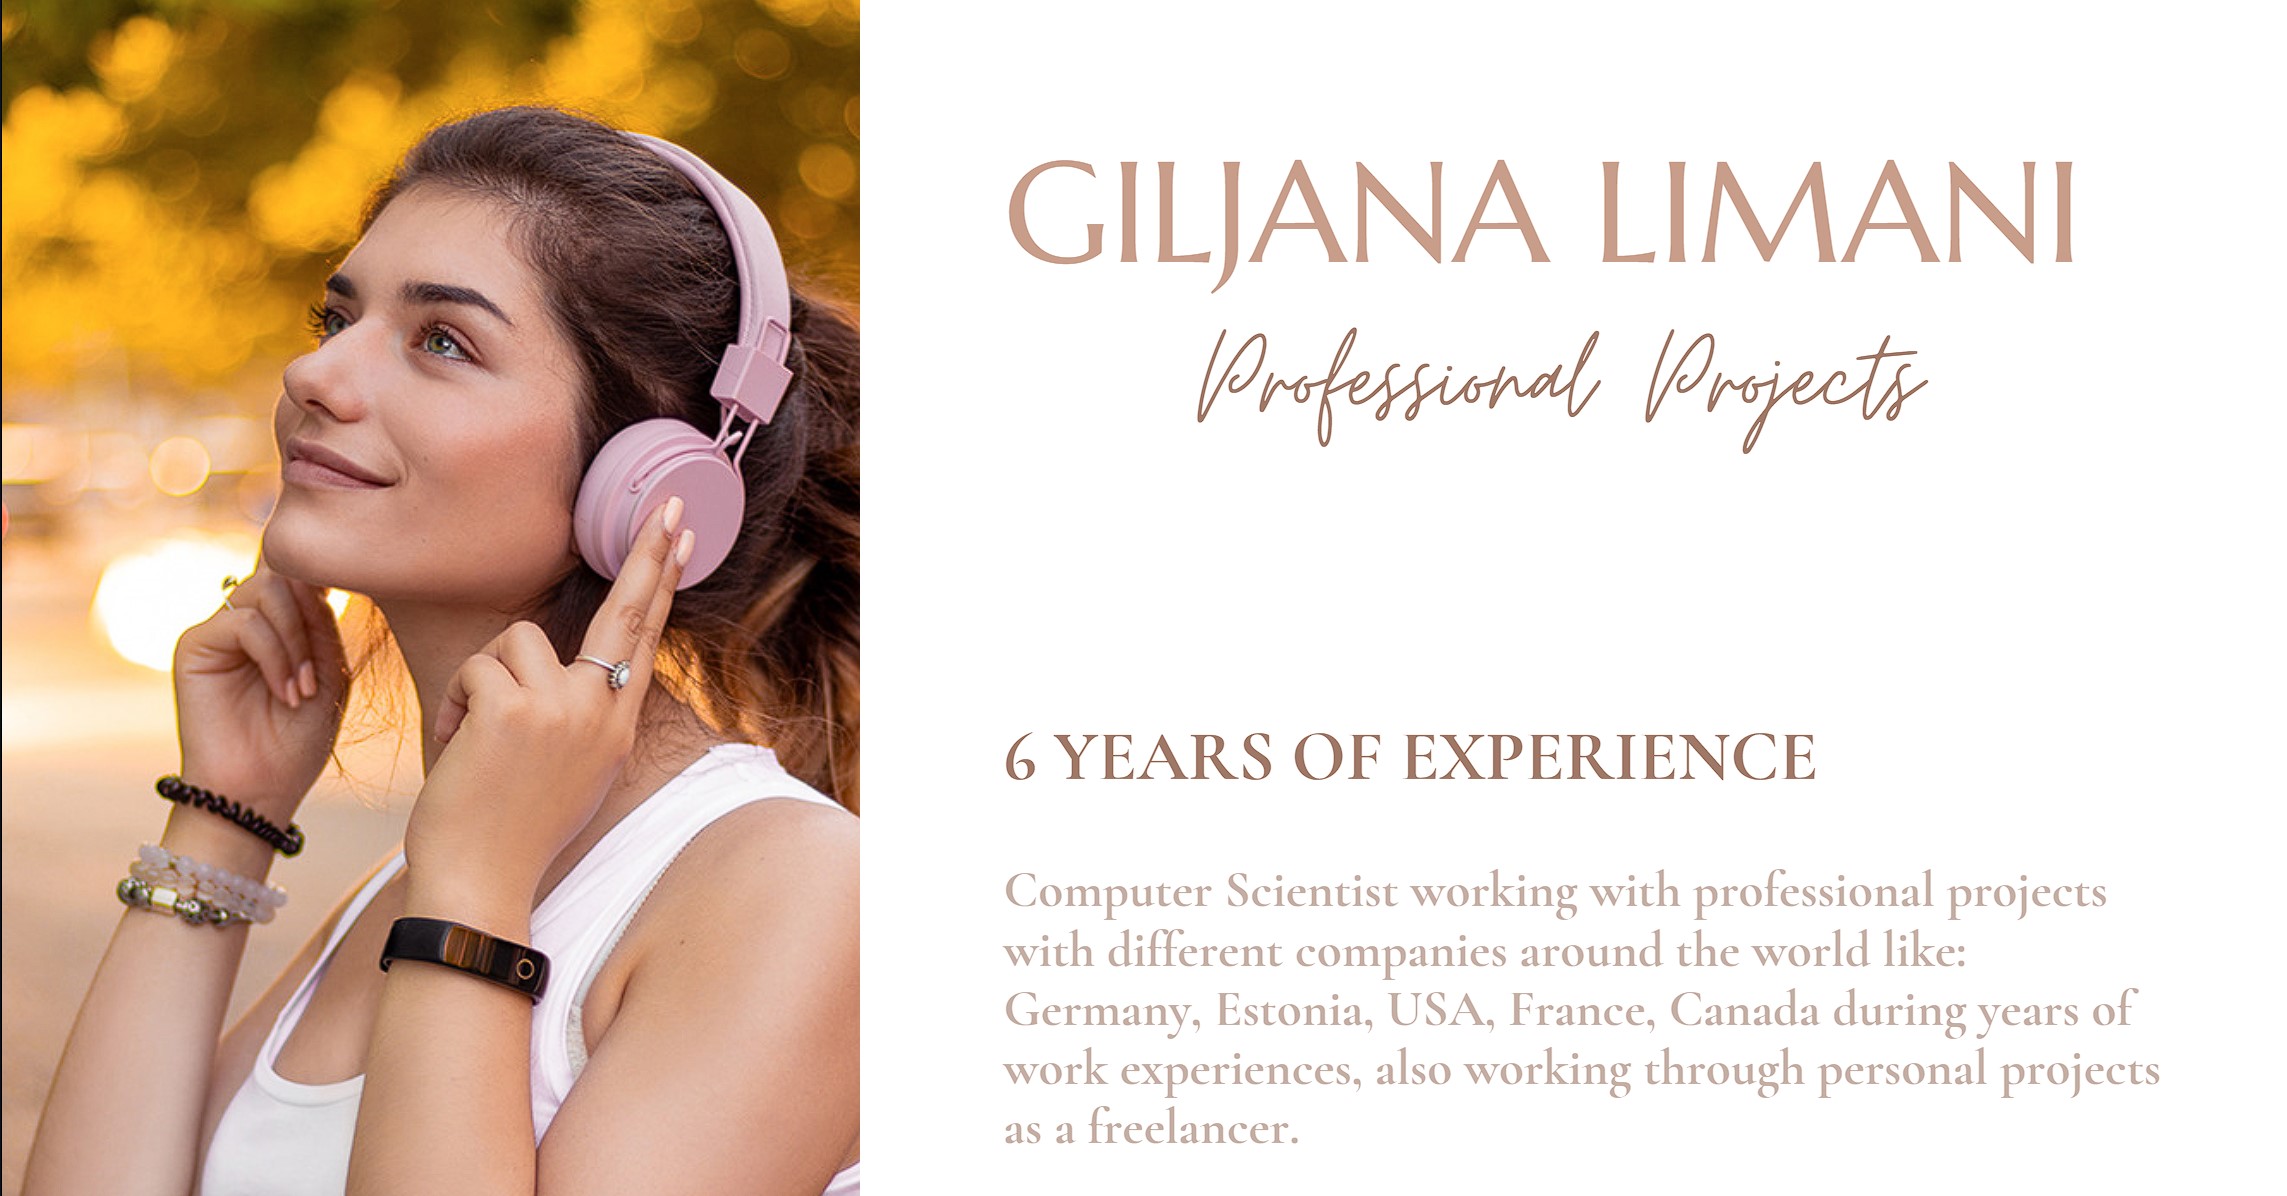 GILJANA LIMANI
Professional Projects
6 YEARS OF EXPERIENCE
Computer Scientist working with professional projects
with different companies around the world like:
Germany, Estonia, USA, France, Canada during years of
work experiences, also working through personal projects
as a freelancer.